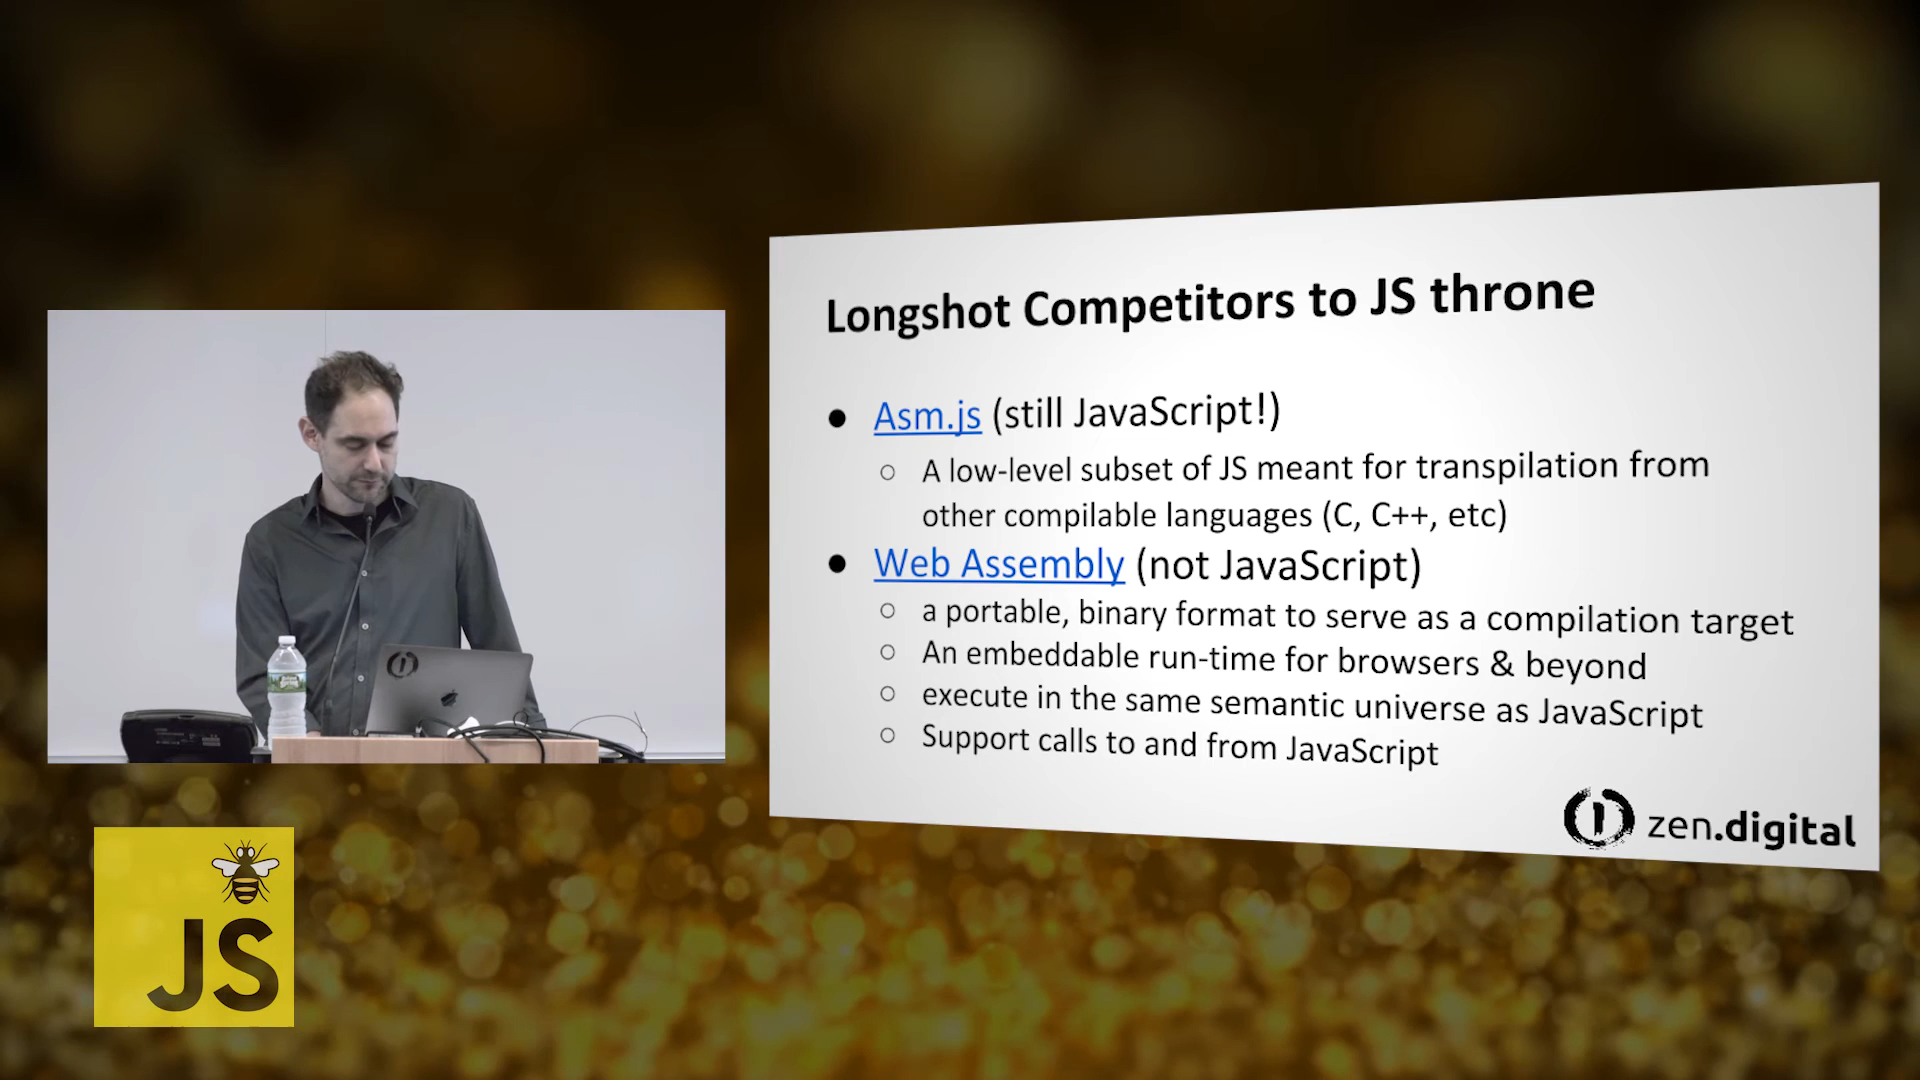 Longshot Competitors to JS throne
Asm.js (still JavaScript!)
A low-level subset of JS meant for transpilation from
other compilable languages (C, C++, etc)
Web Assembly (not JavaScript)
a portable, binary format to serve as a compilation target
An embeddable run-time for browsers & beyond
execute in the same semantic universe as JavaScript
Support calls to and from JavaScript
zen.digital
JS